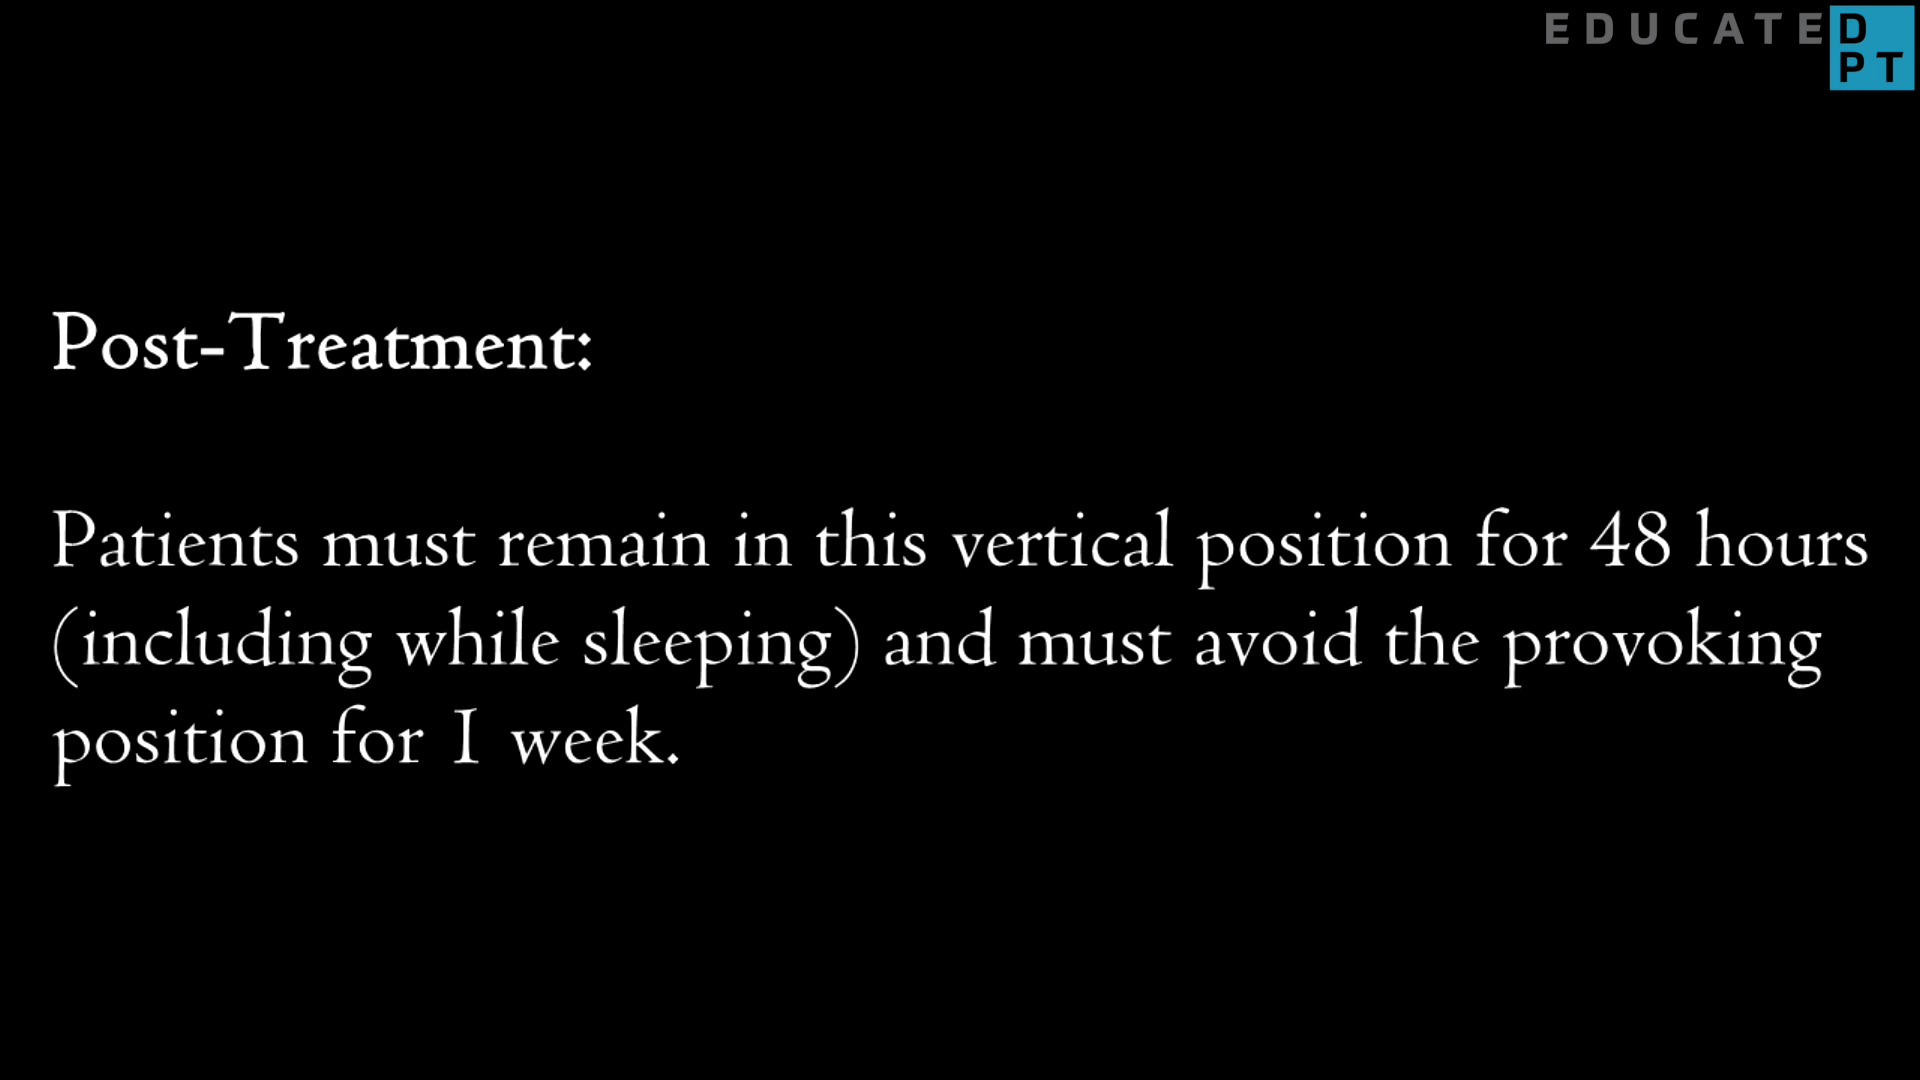 EDUCATED
D
PT
Post-Treatment:
Patients must remain in this vertical position for 48 hours
(including while sleeping) and must avoid the provoking
position for 1 week.